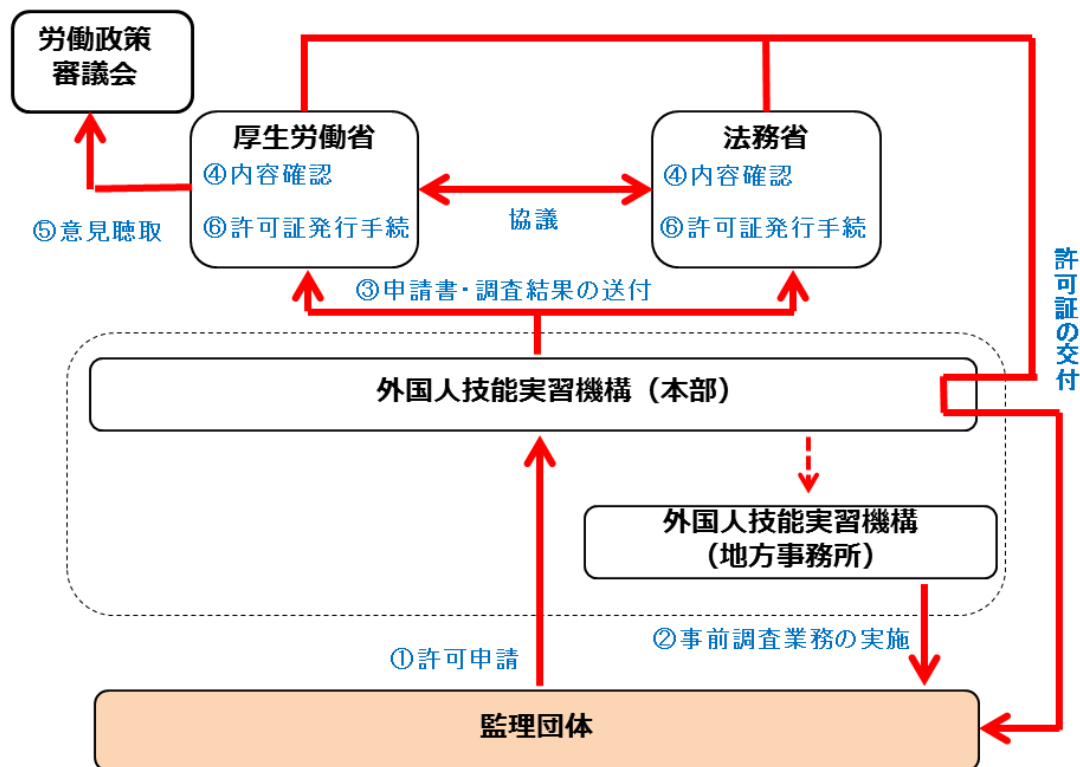 労働政策
審議会
厚生労働省
④内容確認
⑥許可証発行手続
法務省
④内容確認
⑥許可証発行手続
協議
⑤意見聴取
③申請書・調査結果の送付
許可証の交付
外国人技能実習機構（本部）
外国人技能実習機構
（地方事務所）
②事前調査業務の実施
①許可申請
監理団体